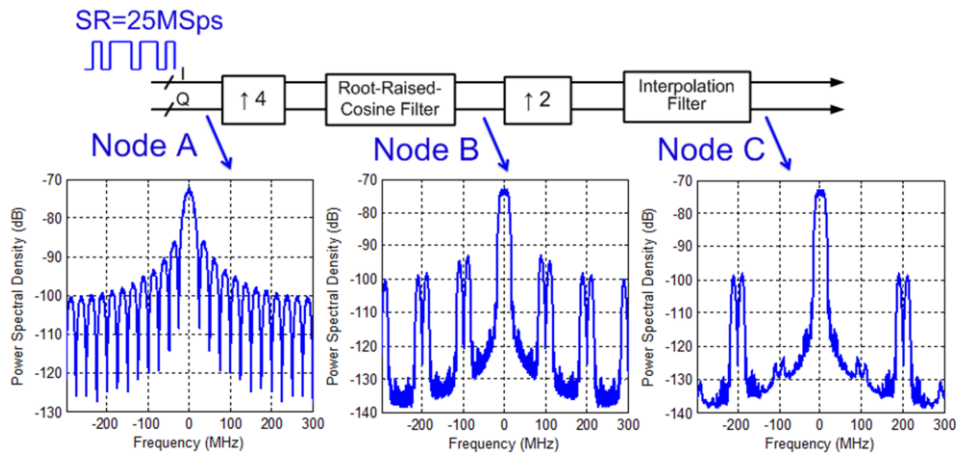 SR=25MSps
I
Q
↑ 4
Root-Raised-
Cosine Filter
↑ 2
Interpolation
Filter
Node A
Node B
Node C
Power Spectral Density (dB)
-70
-80
-90
-100
-110
-120
-130
-200 -100 0 100 200 300
Frequency (MHz)
Power Spectral Density (dB)
-70
-80
-90
-100
-110
-120
-130
-140
-200 -100 0 100 200 300
Frequency (MHz)
Power Spectral Density (dB)
-70
-80
-90
-100
-110
-120
-130
-140
-200 -100 0 100 200 300
Frequency (MHz)